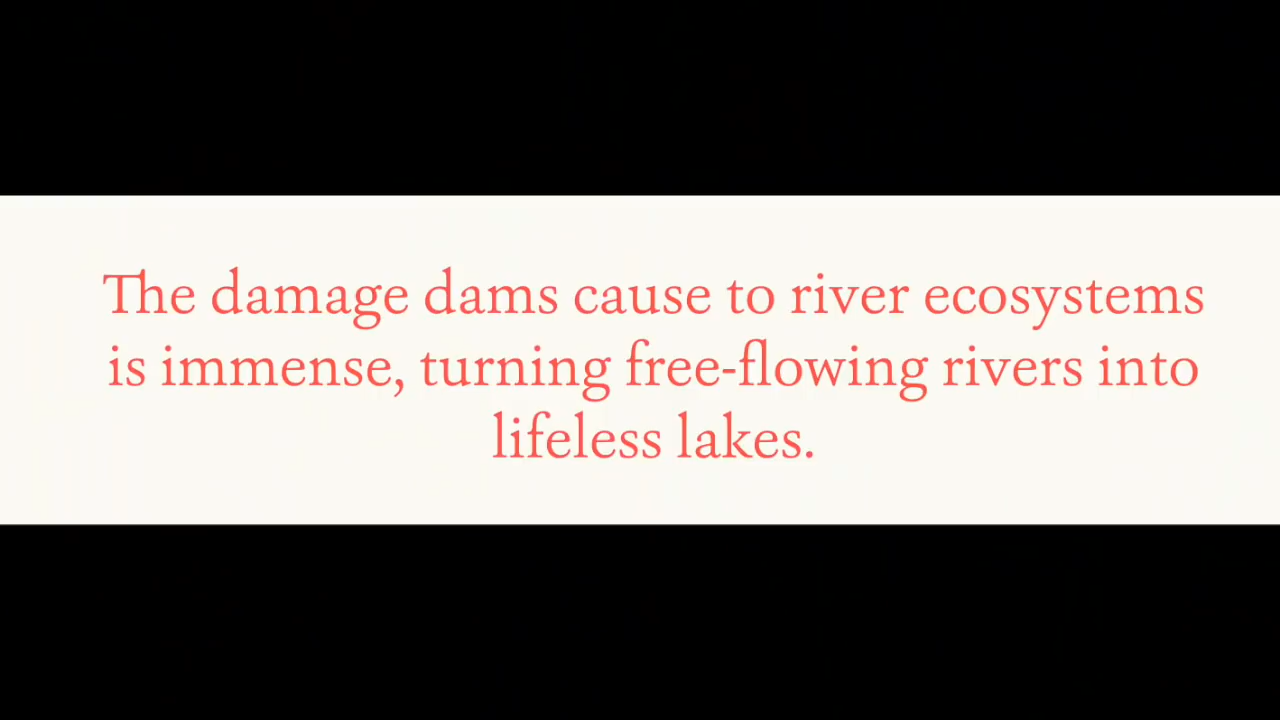 The damage dams cause to river ecosystems
is immense, turning free-flowing rivers into
lifeless lakes.